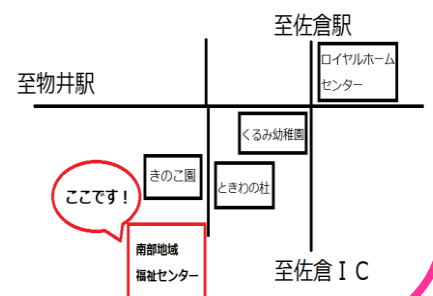 至佐倉駅
ロイヤルホーム
センター
至物井駅
くるみ幼稚園
きのこ園
ときわの杜
ここです！
南部地域
福祉センター
至佐倉ＩＣ